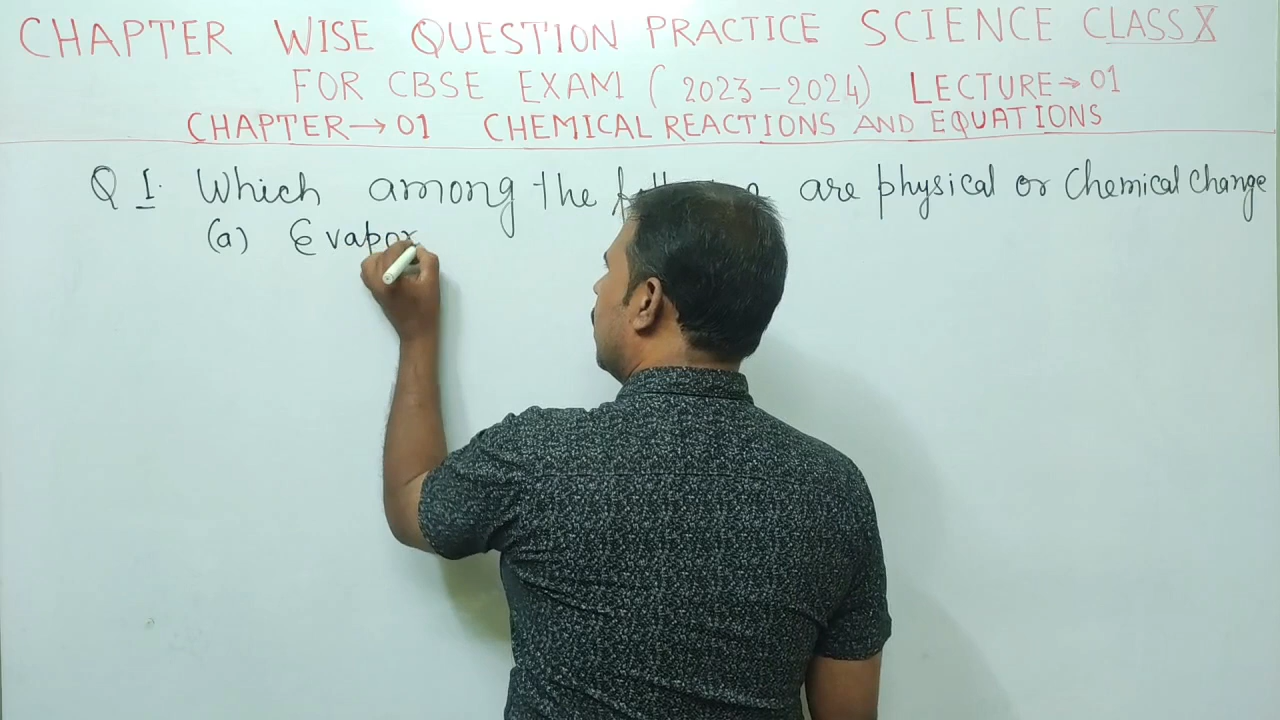 CHAPTER WISE QUESTION PRACTICE SCIENCE CLASS X
FOR CBSE EXAM (2023-2024) LECTURE→01
CHAPTER→01 CHEMICAL REACTIONS AND EQUATIONS
Q 1. Which among the are physical or Chemical Change
(a) Evapor